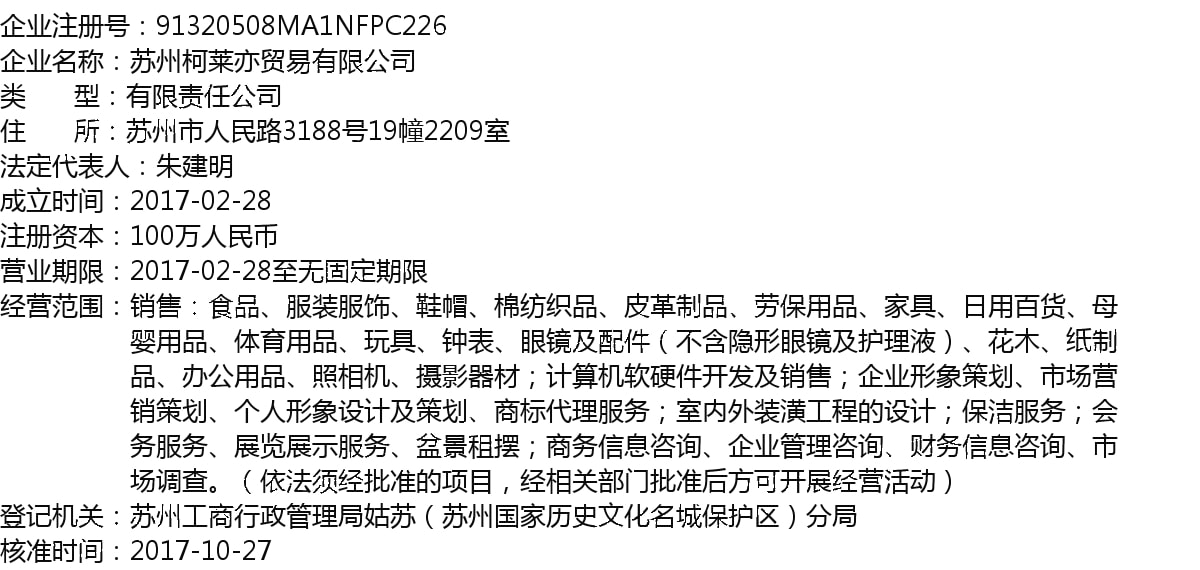 企业注册号：91320508MA1NFPC226
企业名称：苏州柯莱亦贸易有限公司
类　　型：有限责任公司
住　　所：苏州市人民路3188号19幢2209室
法定代表人：朱建明
成立时间：2017-02-28
注册资本：100万人民币
营业期限：2017-02-28至无固定期限
经营范围：销售：食品、服装服饰、鞋帽、棉纺织品、皮革制品、劳保用品、家具、日用百货、母
婴用品、体育用品、玩具、钟表、眼镜及配件（不含隐形眼镜及护理液）、花木、纸制
品、办公用品、照相机、摄影器材；计算机软硬件开发及销售；企业形象策划、市场营
销策划、个人形象设计及策划、商标代理服务；室内外装潢工程的设计；保洁服务；会
务服务、展览展示服务、盆景租摆；商务信息咨询、企业管理咨询、财务信息咨询、市
场调查。（依法须经批准的项目，经相关部门批准后方可开展经营活动）
登记机关：苏州工商行政管理局姑苏（苏州国家历史文化名城保护区）分局
核准时间：2017-10-27